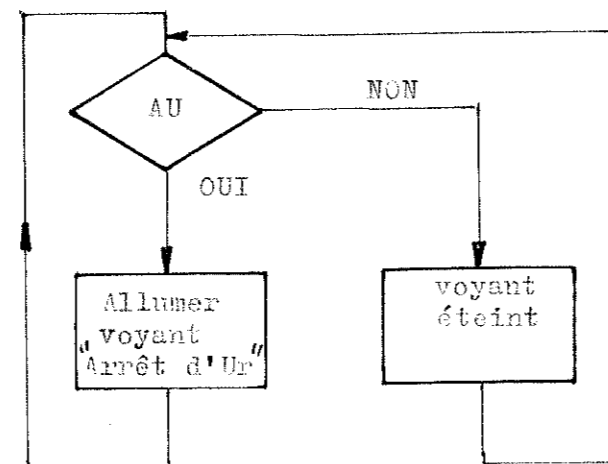 AU
NON
OUI
Allumer
voyant
"Arrêt d'Ur"
voyant
éteint